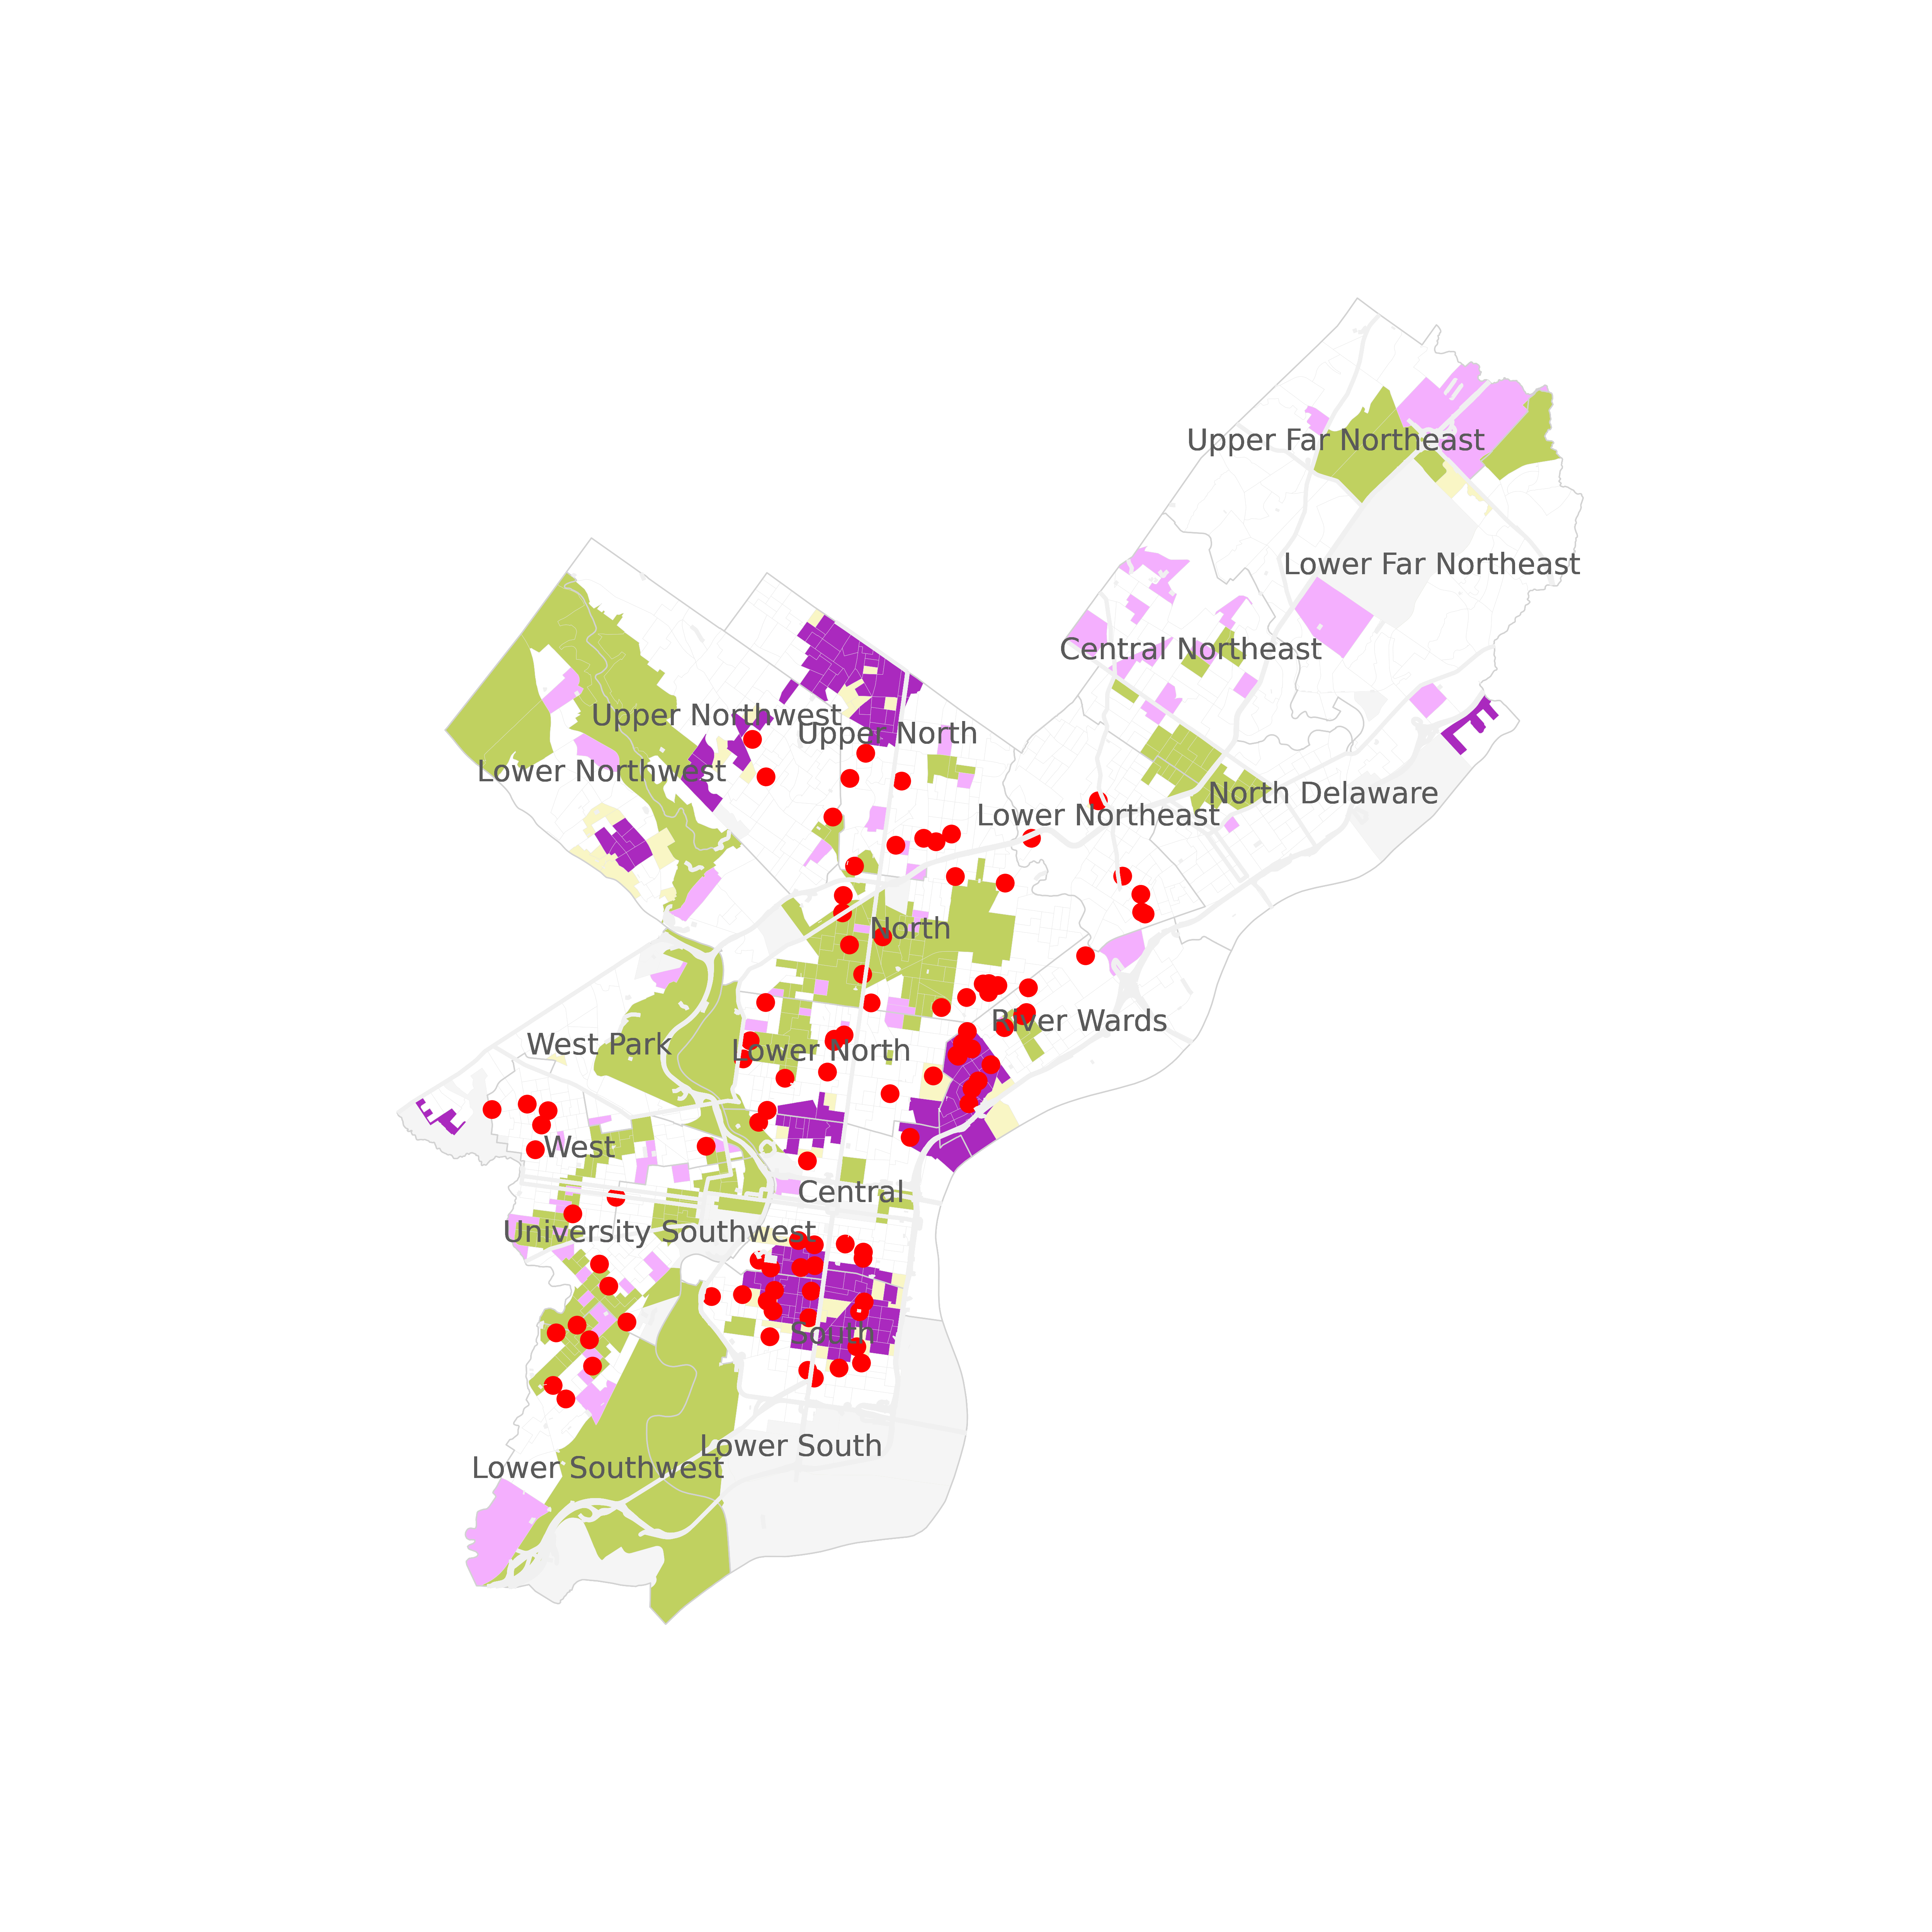 Upper Far Northeast
Lower Far Northeast
Central Northeast
Upper Northwest
Upper North
Lower Northwest
North Delaware
Lower Northeast
North
River Wards
West Park
Lower North
West
Central
University Southwest
South
Lower South
Lower Southwest